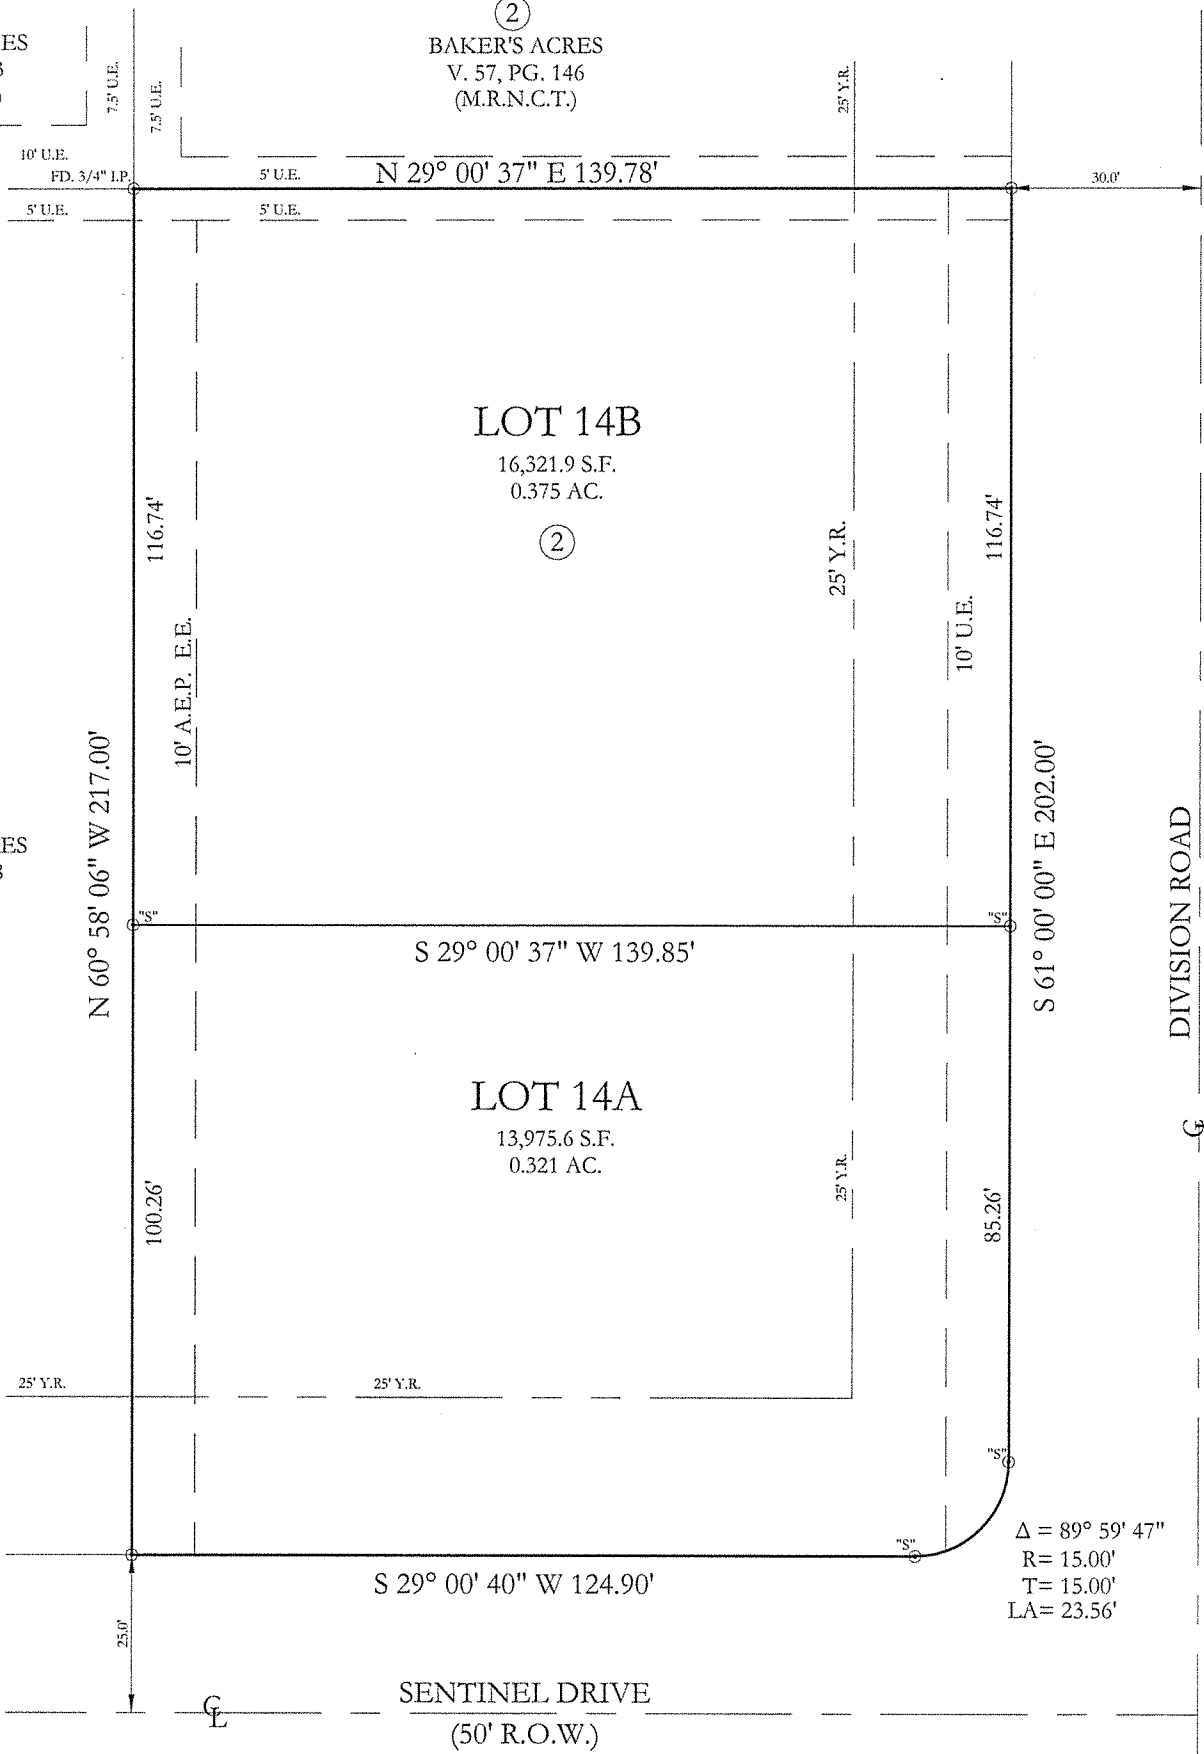 2
BAKER'S ACRES
V. 57, PG. 146
(M.R.N.C.T.)
ES
7.5' U.E.
7.5' U.E.
25' Y.R.
10' U.E.
FD. 3/4" I.P.
5' U.E.
N 29° 00' 37" E 139.78'
30.0'
5' U.E.
5' U.E.
LOT 14B
16,321.9 S.F.
0.375 AC.
2
116.74'
10' A.E.P. E.E.
25' Y.R.
10' U.E.
116.74'
N 60° 58' 06" W 217.00'
S 61° 00' 00" E 202.00'
DIVISION ROAD
ES
"S"
"S"
S 29° 00' 37" W 139.85'
LOT 14A
13,975.6 S.F.
0.321 AC.
100.26'
25' Y.R.
85.26'
25' Y.R.
25' Y.R.
"S"
"S"
Δ = 89° 59' 47"
R= 15.00'
T= 15.00'
LA= 23.56'
S 29° 00' 40" W 124.90'
25.0'
SENTINEL DRIVE
CL
(50' R.O.W.)